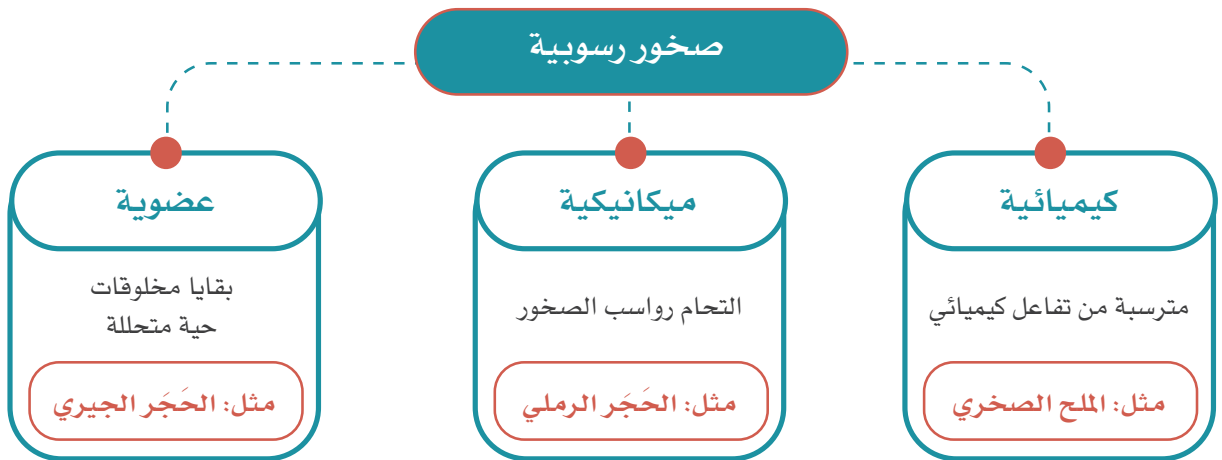 صخور رسوبية
كيميائية
مترسبة من تفاعل كيميائي
مثل: الملح الصخري
ميكانيكية
التحام رواسب الصخور
مثل: الحَجَر الرملي
عضوية
بقايا مخلوقات
حية متحللة
مثل: الحَجَر الجيري